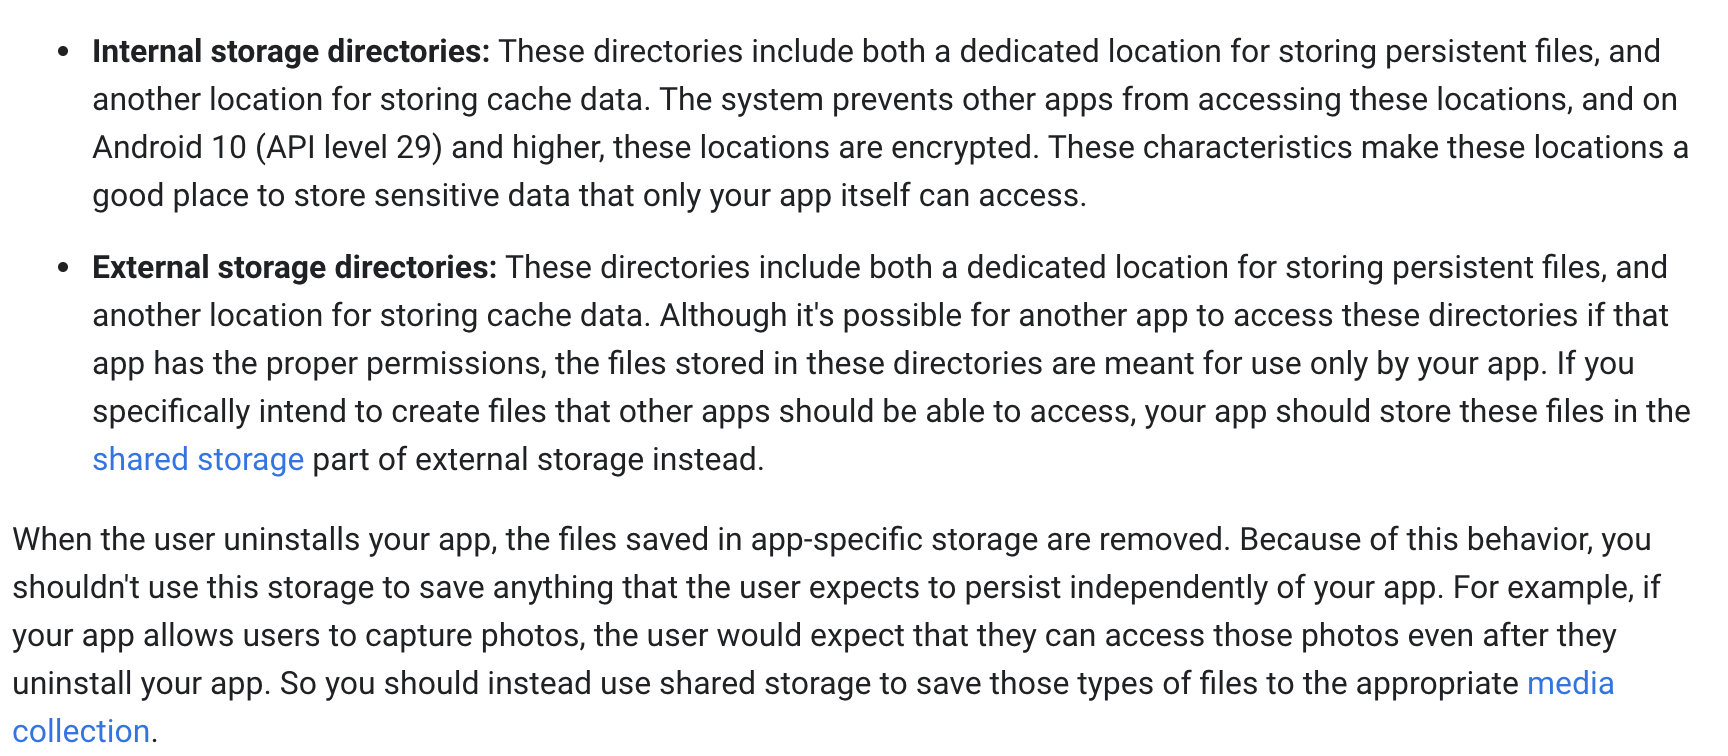 • Internal storage directories: These directories include both a dedicated location for storing persistent files, and
another location for storing cache data. The system prevents other apps from accessing these locations, and on
Android 10 (API level 29) and higher, these locations are encrypted. These characteristics make these locations a
good place to store sensitive data that only your app itself can access.
• External storage directories: These directories include both a dedicated location for storing persistent files, and
another location for storing cache data. Although it's possible for another app to access these directories if that
app has the proper permissions, the files stored in these directories are meant for use only by your app. If you
specifically intend to create files that other apps should be able to access, your app should store these files in the
shared storage part of external storage instead.
When the user uninstalls your app, the files saved in app-specific storage are removed. Because of this behavior, you
shouldn't use this storage to save anything that the user expects to persist independently of your app. For example, if
your app allows users to capture photos, the user would expect that they can access those photos even after they
uninstall your app. So you should instead use shared storage to save those types of files to the appropriate media
collection.